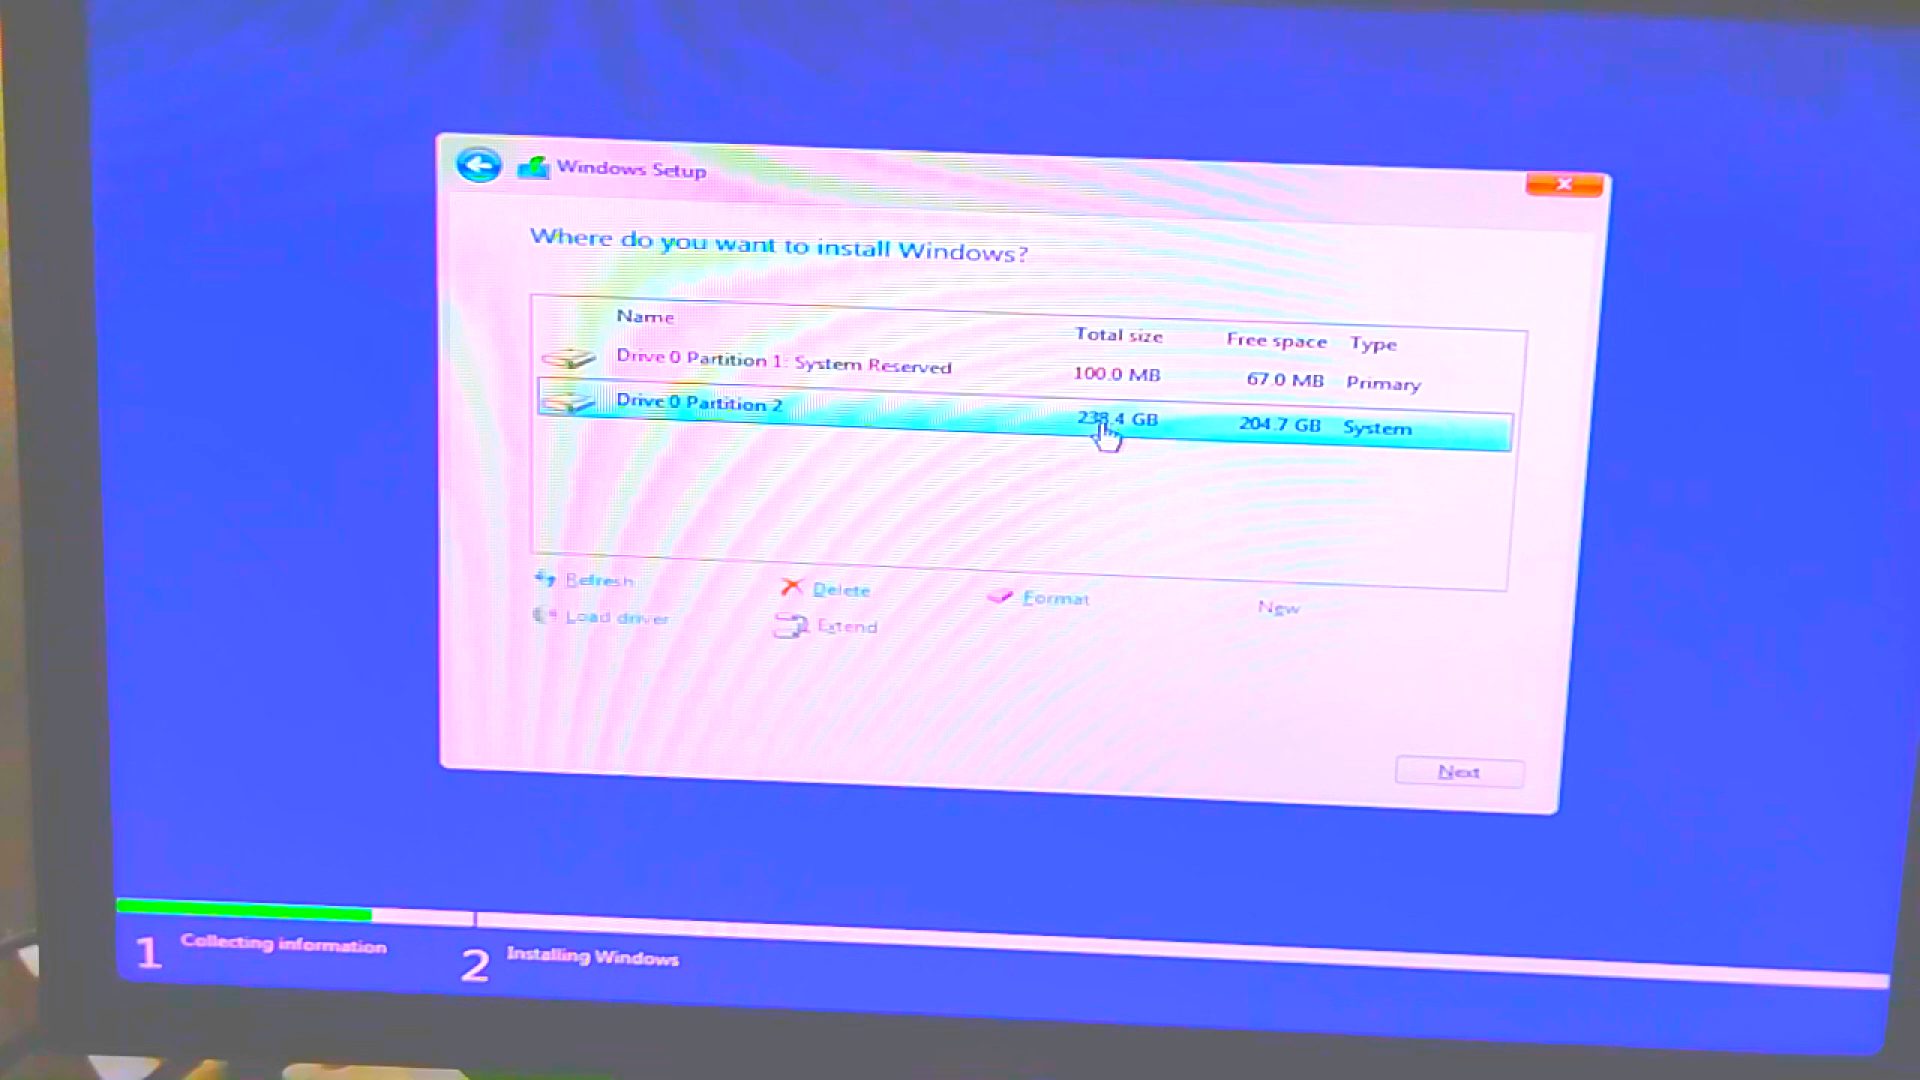 Windows Setup
Where do you want to install Windows?
Name Total size Free space Type
Drive 0 Partition 1: System Reserved 100.0 MB 67.0 MB Primary
Drive 0 Partition 2 238.4 GB 204.7 GB System
Refresh Delete Format New
Load driver Extend
Next
1 Collecting information 2 Installing Windows